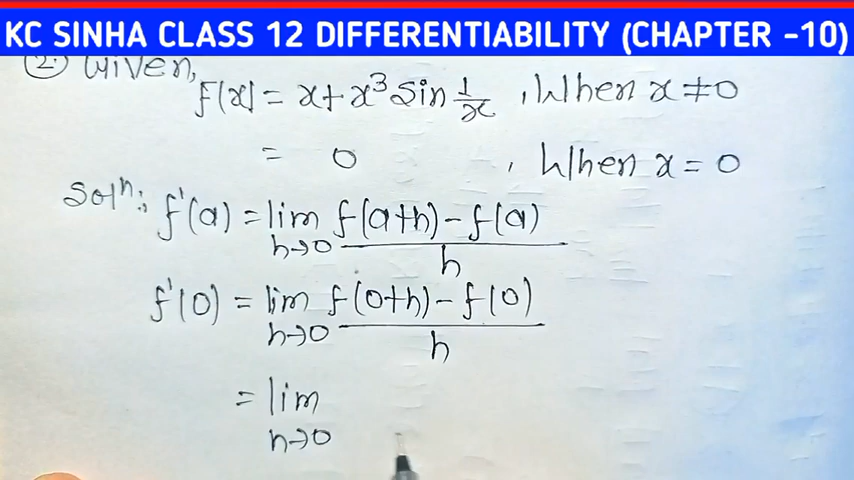 KC SINHA CLASS 12 DIFFERENTIABILITY (CHAPTER -10)
2. Given,
f(x) = x + x³ sin 1/x , When x ≠ 0
= 0 , When x = 0
Solⁿ:, f'(a) = lim h→0 f(a+h) - f(a) / h
f'(0) = lim h→0 f(0+h) - f(0) / h
= lim h→0